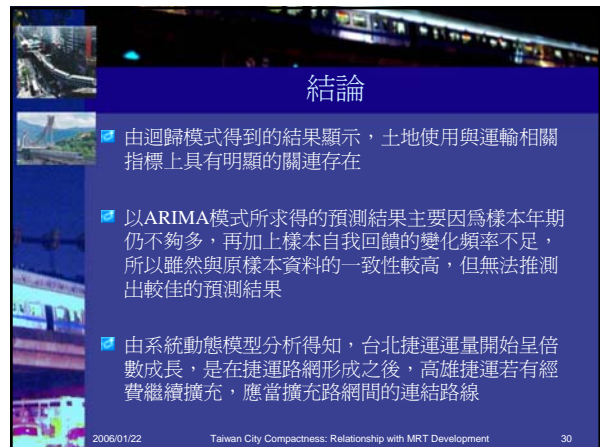 結論
由迴歸模式得到的結果顯示，土地使用與運輸相關
指標上具有明顯的關連存在
以ARIMA模式所求得的預測結果主要因爲樣本年期
仍不夠多，再加上樣本自我回饋的變化頻率不足，
所以雖然與原樣本資料的一致性較高，但無法推測
出較佳的預測結果
由系統動態模型分析得知，台北捷運運量開始呈倍
數成長，是在捷運路網形成之後，高雄捷運若有經
費繼續擴充，應當擴充路網間的連結路線
2006/01/22 Taiwan City Compactness: Relationship with MRT Development 30